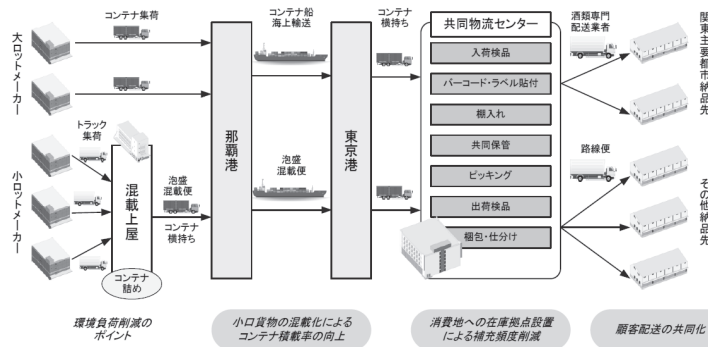 コンテナ集荷
コンテナ船
海上輸送
コンテナ
横持ち
共同物流センター
酒類専門
配送業者
大ロットメーカー
関東主要都市納品先
入荷検品
バーコード・ラベル貼付
棚入れ
共同保管
ピッキング
出荷検品
梱包・仕分け
トラック
集荷
小ロットメーカー
混載上屋
コンテナ
詰め
泡盛
混載便
コンテナ
横持ち
那覇港
泡盛
混載便
東京港
路線便
その他納品先
環境負荷削減の
ポイント
小口貨物の混載化による
コンテナ積載率の向上
消費地への在庫拠点設置
による補充頻度削減
顧客配送の共同化